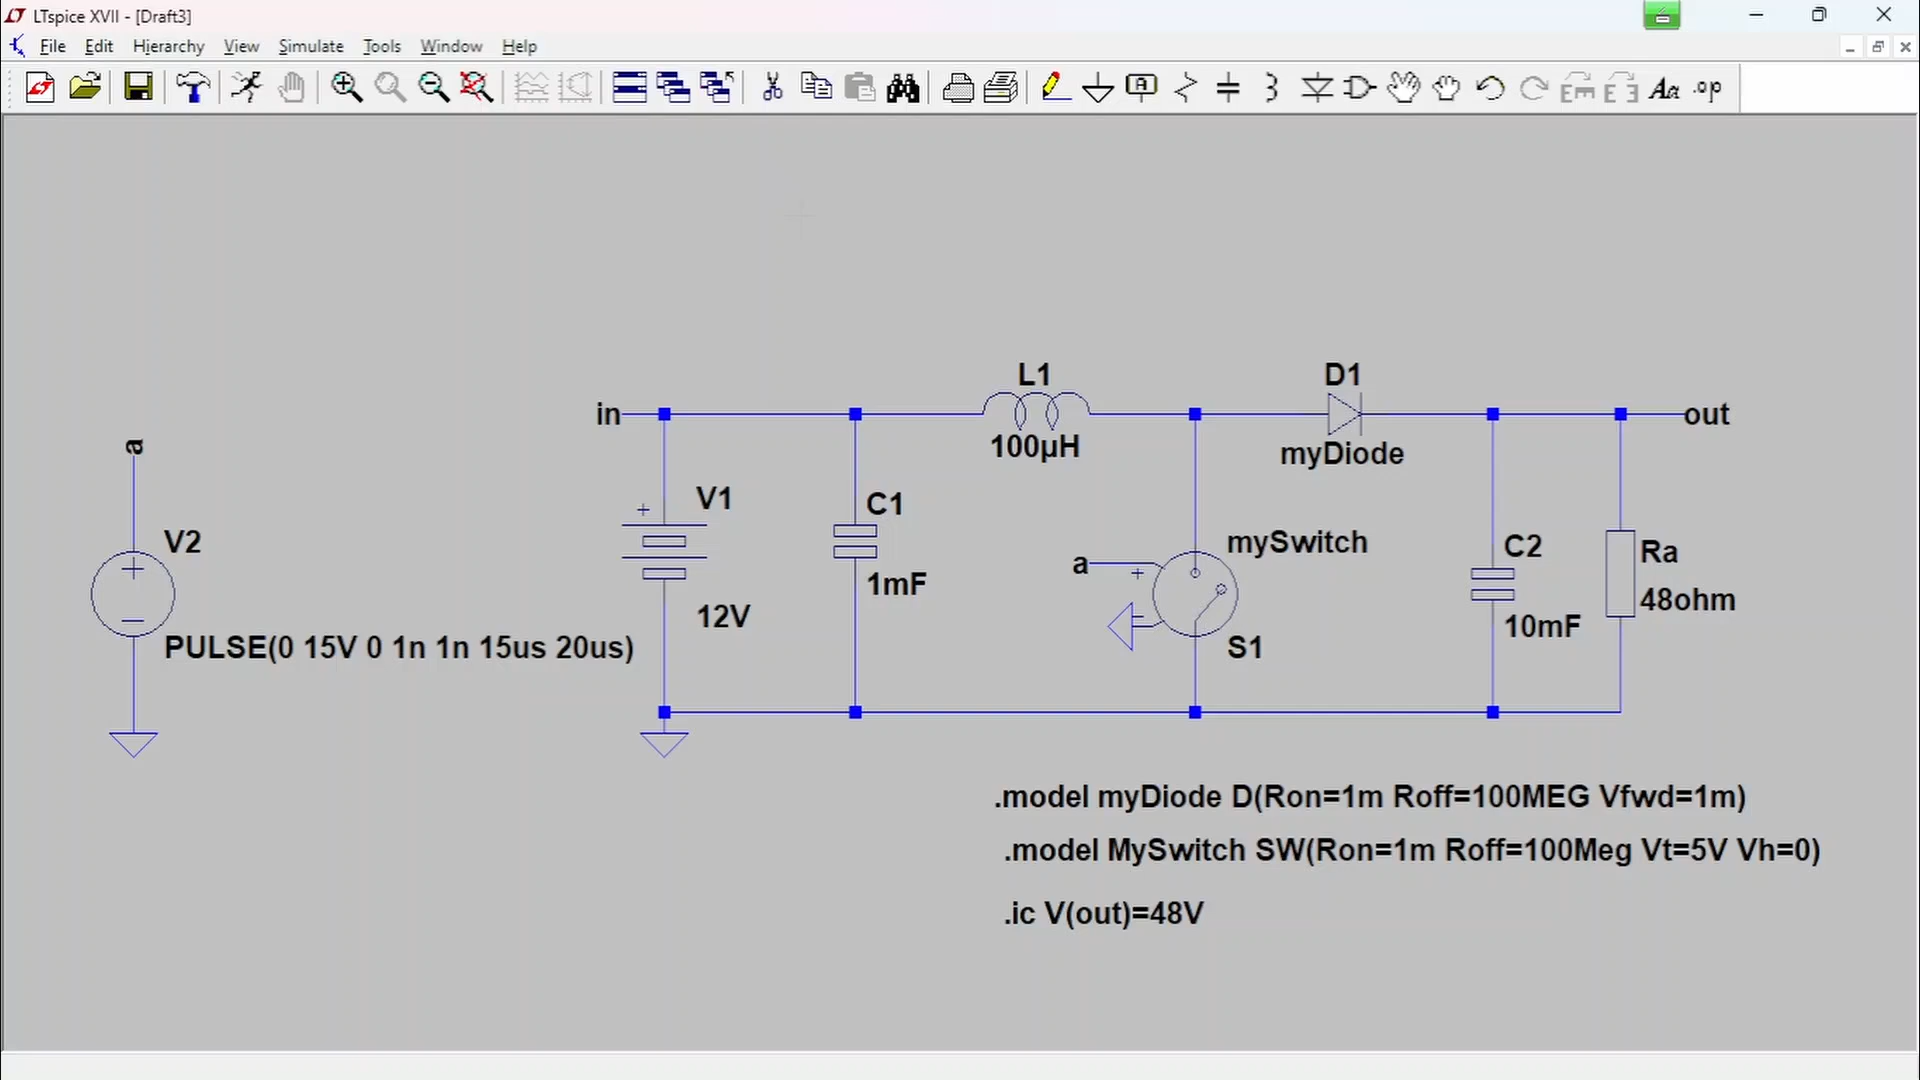 LTspice XVII - [Draft3]
File Edit Hierarchy View Simulate Tools Window Help
A Aa .op
L1
D1
in
out
100µH
myDiode
a
V1
C1
+
V2
mySwitch
C2
Ra
a
+
1mF
48ohm
12V
10mF
PULSE(0 15V 0 1n 1n 15us 20us)
S1
.model myDiode D(Ron=1m Roff=100MEG Vfwd=1m)
.model MySwitch SW(Ron=1m Roff=100Meg Vt=5V Vh=0)
.ic V(out)=48V